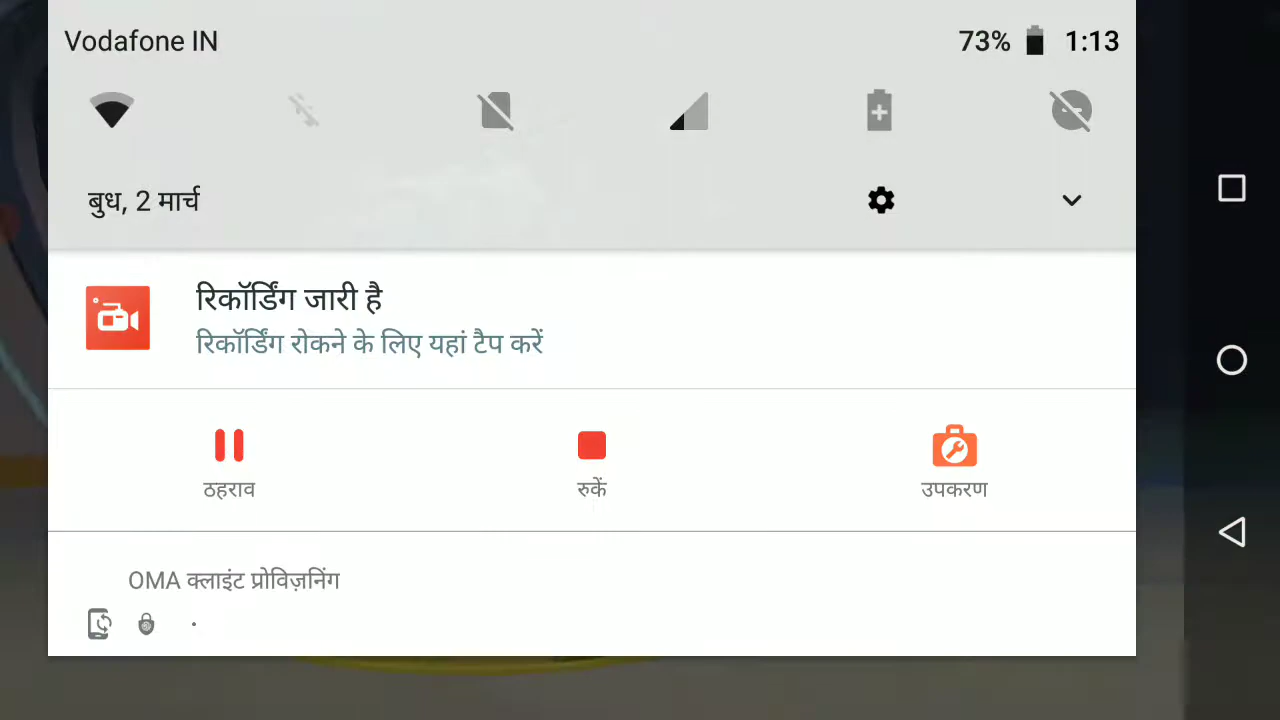 Vodafone IN
73% 1:13
बुध, 2 मार्च
रिकॉर्डिंग जारी है
रिकॉर्डिंग रोकने के लिए यहां टैप करें
ठहराव रुकें उपकरण
OMA क्लाइंट प्रोविज़निंग